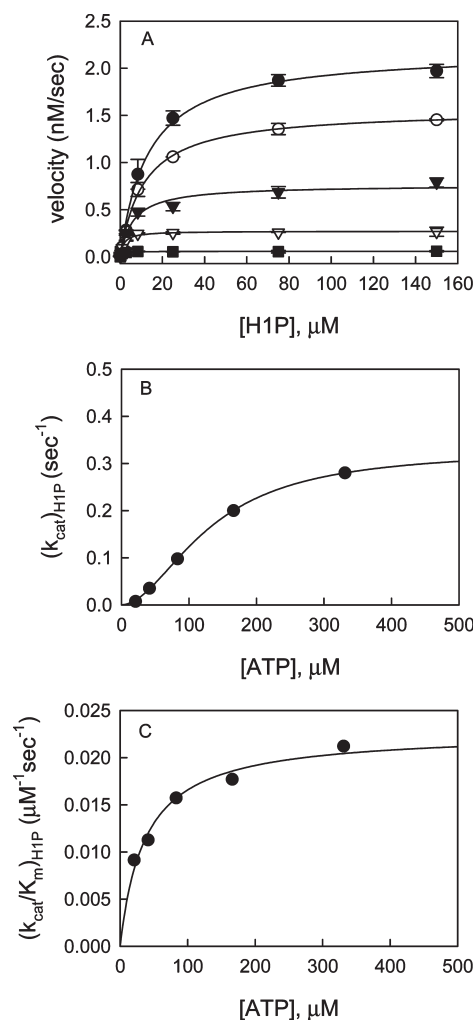 A
2.5
2.0
1.5
1.0
0.5
0.0
velocity (nM/sec)
0 20 40 60 80 100 120 140 160
[H1P], μM
B
0.5
0.4
0.3
0.2
0.1
0.0
(kcat)H1P (sec-1)
0 100 200 300 400 500
[ATP], μM
C
0.025
0.020
0.015
0.010
0.005
0.000
(kcat/Km)H1P (μM-1sec-1)
0 100 200 300 400 500
[ATP], μM